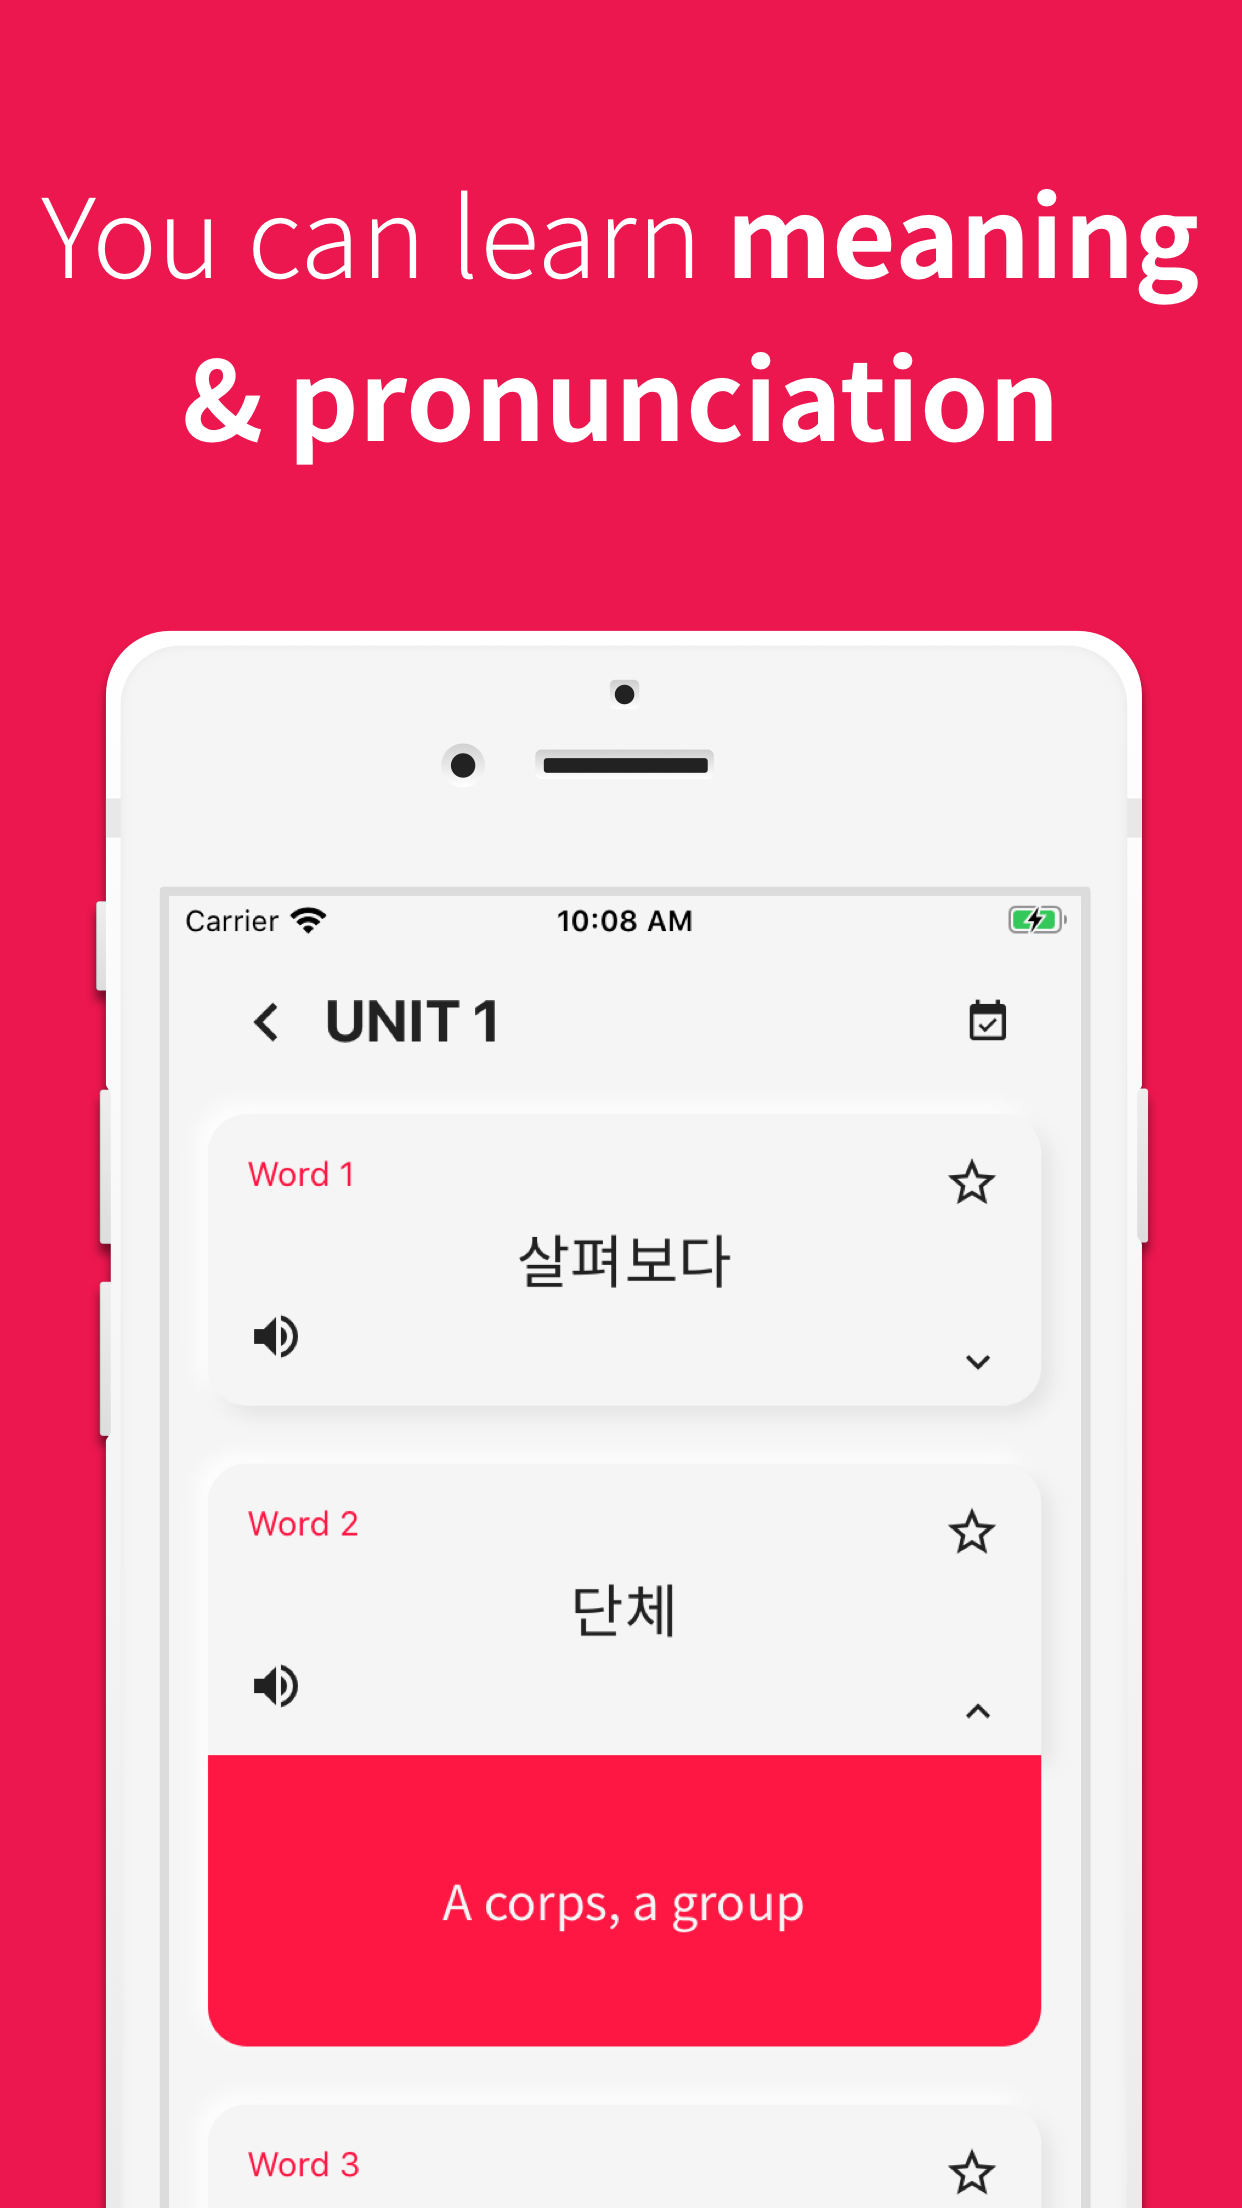 You can learn meaning
& pronunciation
Carrier 10:08 AM
UNIT 1
Word 1
살펴보다
Word 2
단체
A corps, a group
Word 3